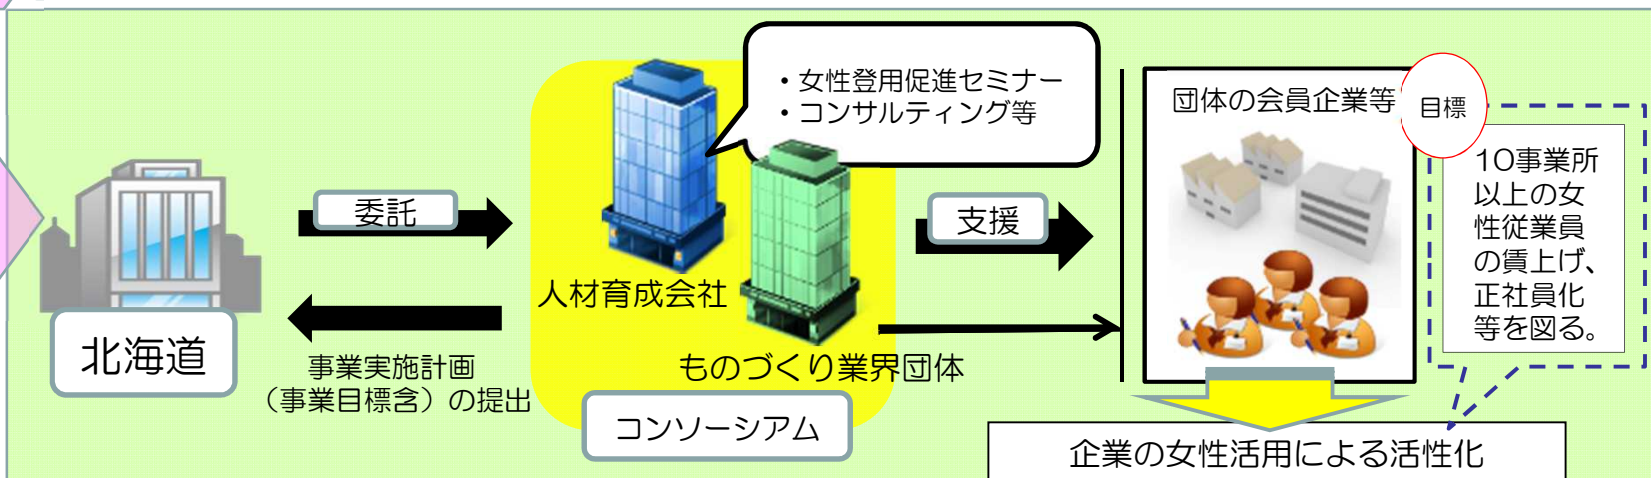 ・女性登用促進セミナー
・コンサルティング等
団体の会員企業等
目標
10事業所
以上の女
性従業員
の賃上げ、
正社員化
等を図る。
委託
支援
人材育成会社
北海道
事業実施計画
（事業目標含）の提出
ものづくり業界団体
コンソーシアム
企業の女性活用による活性化